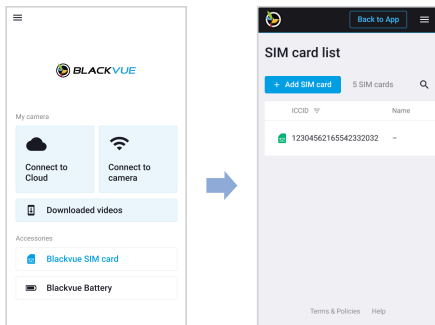 BLACKVUE
My camera
Connect to
Cloud
Connect to
camera
Downloaded videos
Accessories
Blackvue SIM card
Blackvue Battery
Back to App
SIM card list
+ Add SIM card
5 SIM cards
ICCID
Name
12304562165542332032
–
Terms & Policies
Help